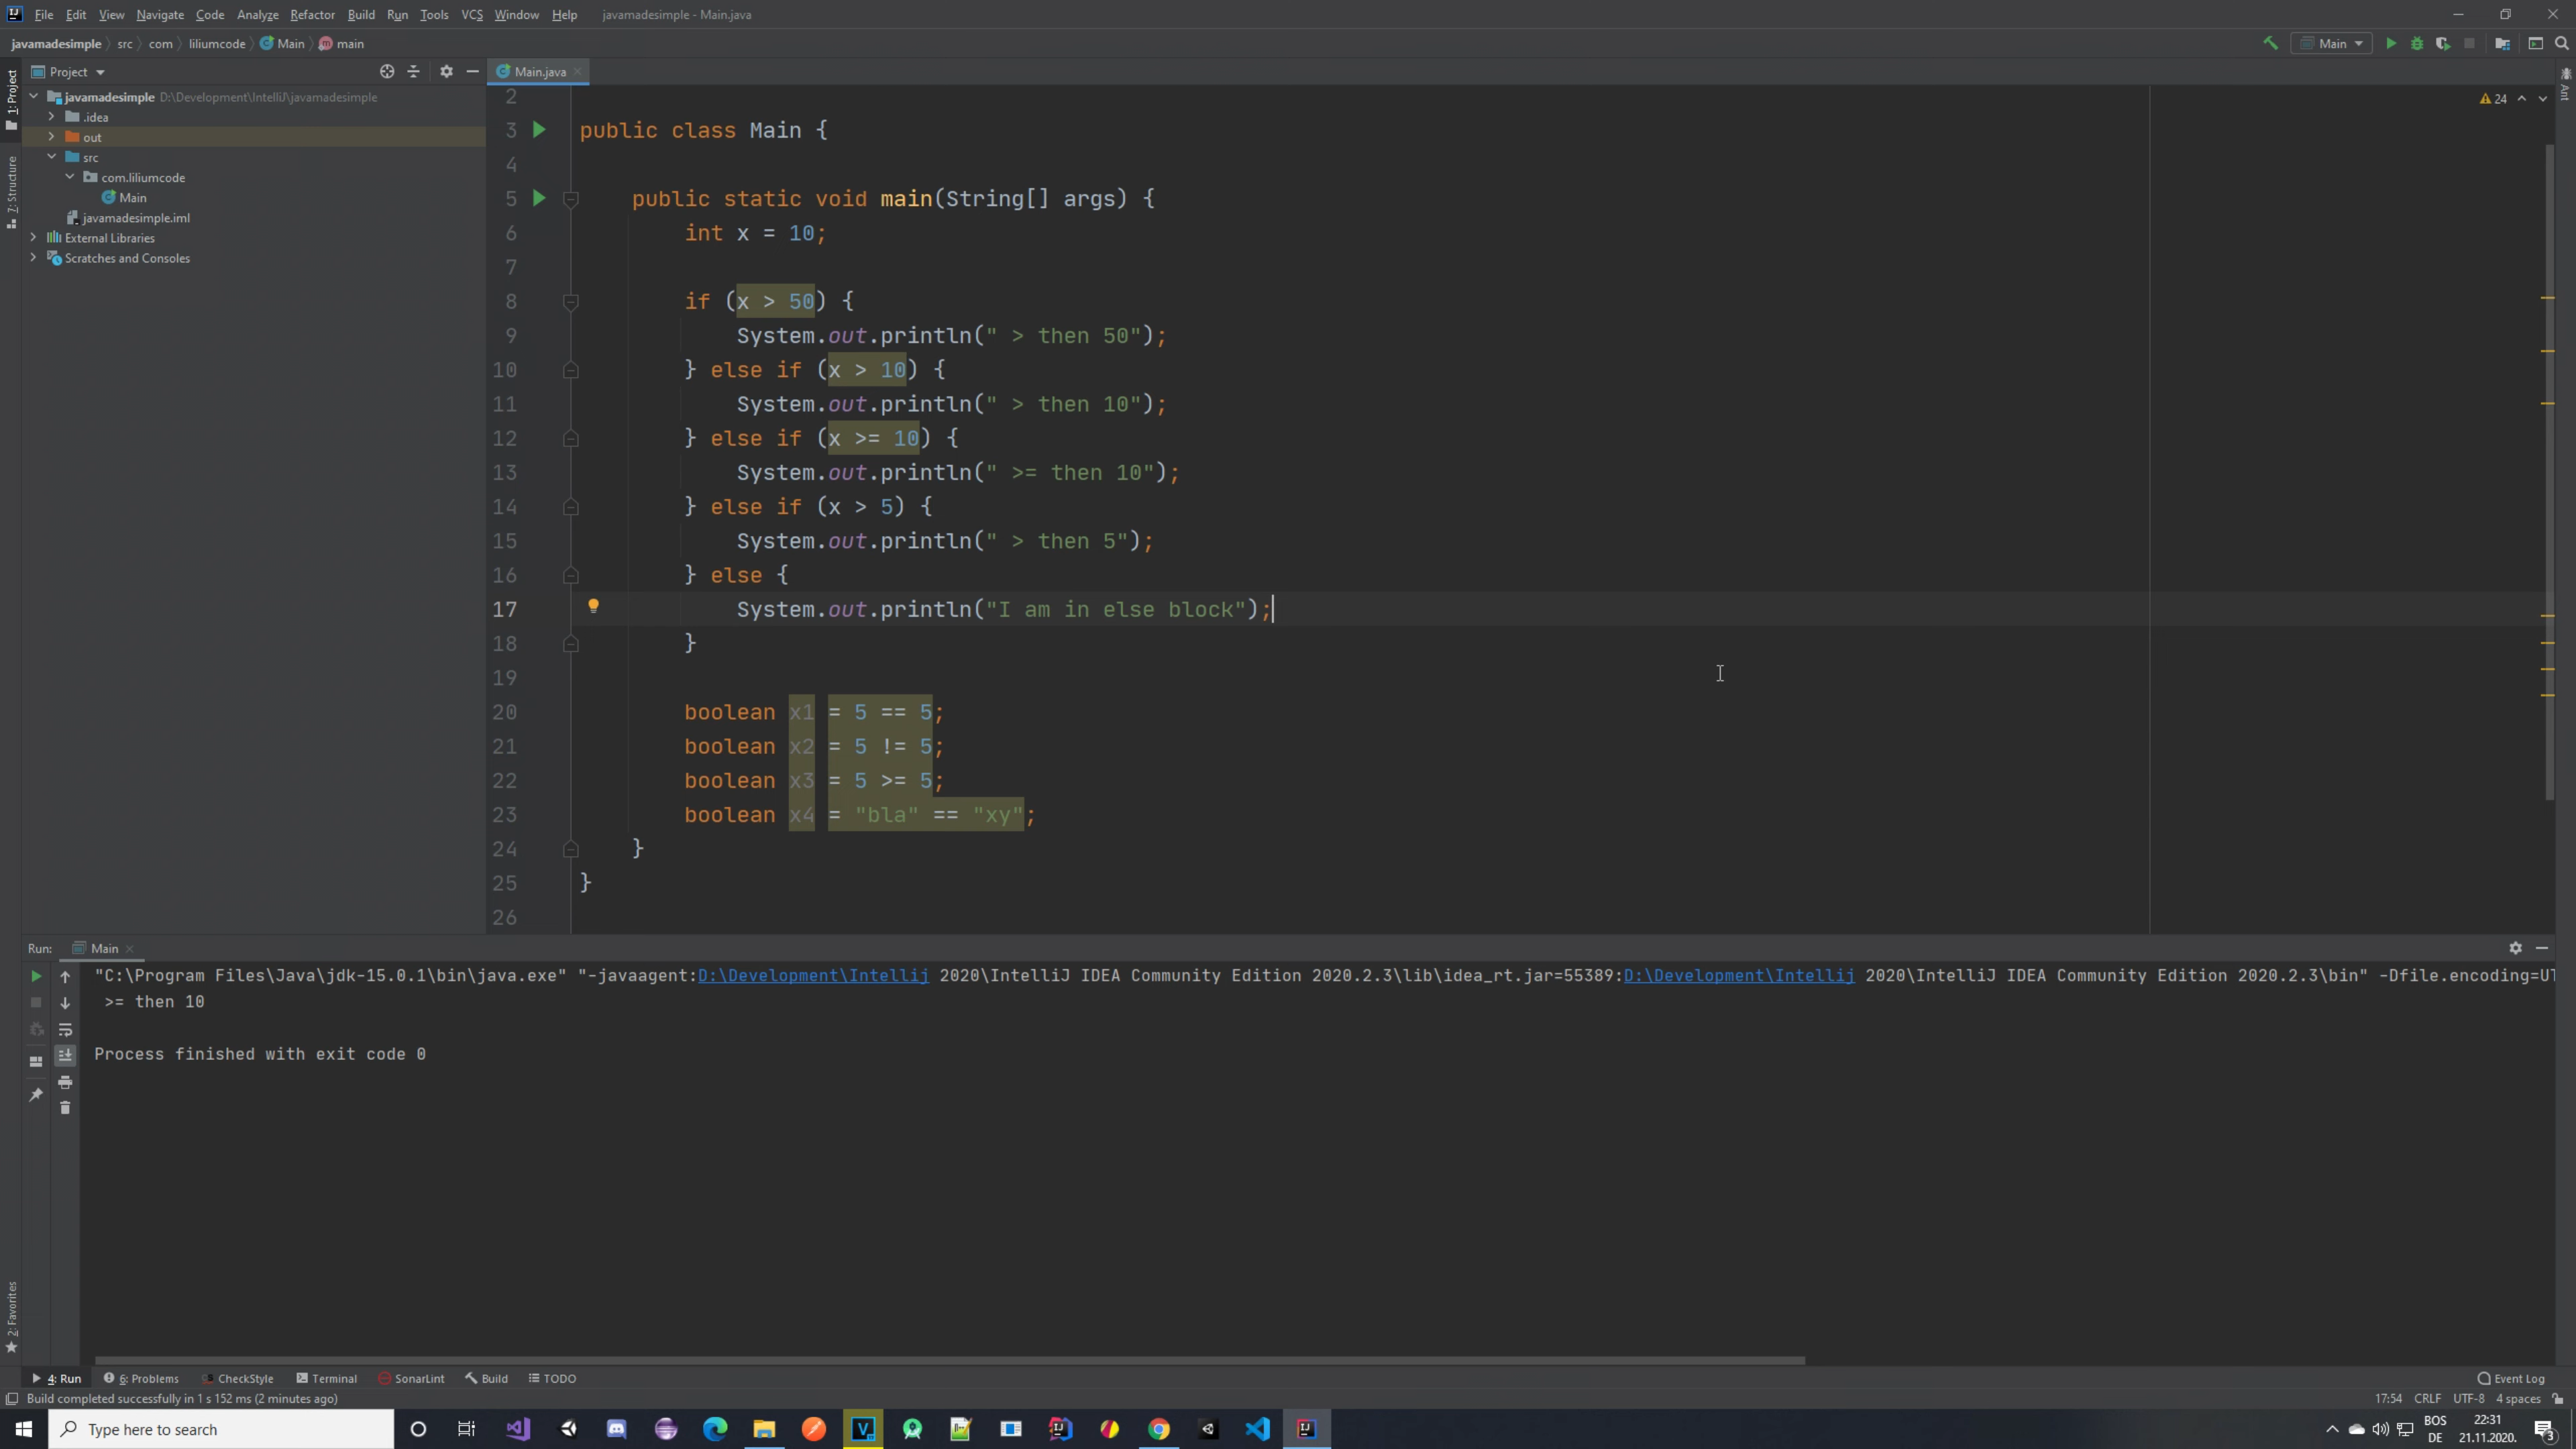 File Edit View Navigate Code Analyze Refactor Build Run Tools VCS Window Help javamadesimple - Main.java
javamadesimple src com liliumcode Main main
Main
Project
Main.java
1: Project
javamadesimple D:\Development\IntelliJ\javamadesimple
.idea
out
src
com.liliumcode
Main
javamadesimple.iml
External Libraries
Scratches and Consoles
7: Structure
24
Ant
2
3 public class Main {
4
5 public static void main(String[] args) {
6 int x = 10;
7
8 if (x > 50) {
9 System.out.println(" > then 50");
10 } else if (x > 10) {
11 System.out.println(" > then 10");
12 } else if (x >= 10) {
13 System.out.println(" >= then 10");
14 } else if (x > 5) {
15 System.out.println(" > then 5");
16 } else {
17 System.out.println("I am in else block");
18 }
19
20 boolean x1 = 5 == 5;
21 boolean x2 = 5 != 5;
22 boolean x3 = 5 >= 5;
23 boolean x4 = "bla" == "xy";
24 }
25 }
26
Run: Main
"C:\Program Files\Java\jdk-15.0.1\bin\java.exe" "-javaagent:D:\Development\Intellij 2020\IntelliJ IDEA Community Edition 2020.2.3\lib\idea_rt.jar=55389:D:\Development\Intellij 2020\IntelliJ IDEA Community Edition 2020.2.3\bin" -Dfile.encoding=UT
>= then 10
Process finished with exit code 0
2: Favorites
4: Run 6: Problems CheckStyle Terminal SonarLint Build TODO Event Log
Build completed successfully in 1 s 152 ms (2 minutes ago) 17:54 CRLF UTF-8 4 spaces
Type here to search
BOS 22:31
DE 21.11.2020. 3